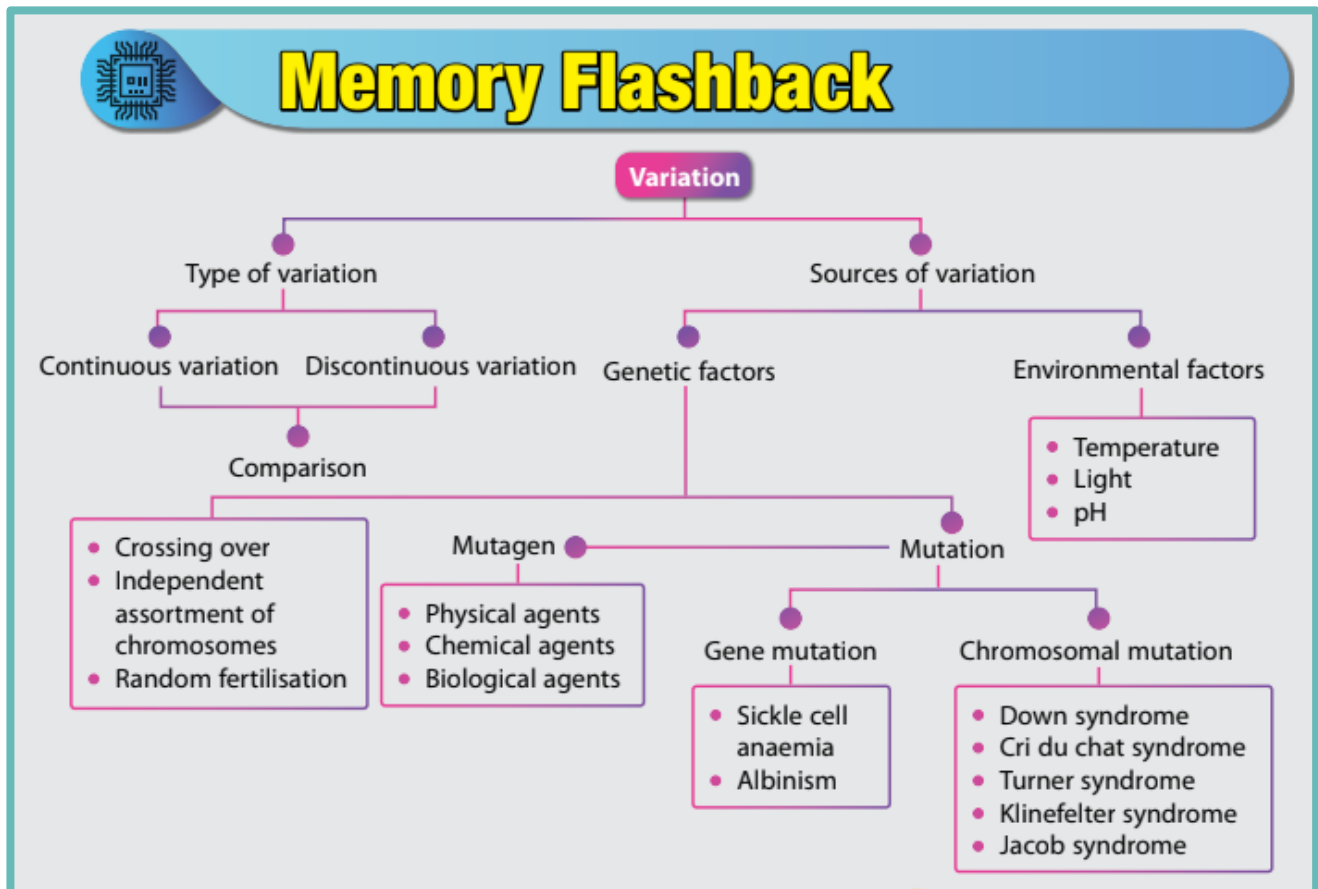 Memory Flashback
Variation
Type of variation
Sources of variation
Continuous variation
Discontinuous variation
Genetic factors
Environmental factors
Comparison
Temperature
Light
pH
Crossing over
Independent
assortment of
chromosomes
Random fertilisation
Mutagen
Mutation
Physical agents
Chemical agents
Biological agents
Gene mutation
Chromosomal mutation
Sickle cell
anaemia
Albinism
Down syndrome
Cri du chat syndrome
Turner syndrome
Klinefelter syndrome
Jacob syndrome